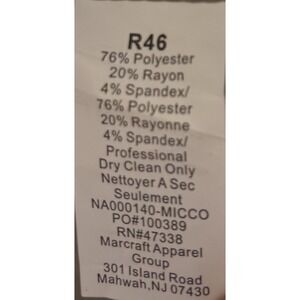 R46
76% Polyester
20% Rayon
4% Spandex/
76% Polyester
20% Rayonne
4% Spandex/
Professional
Dry Clean Only
Nettoyer A Sec
Seulement
NA000140-MICCO
PO#100389
RN#47338
Marcraft Apparel
Group
301 Island Road
Mahwah,NJ 07430